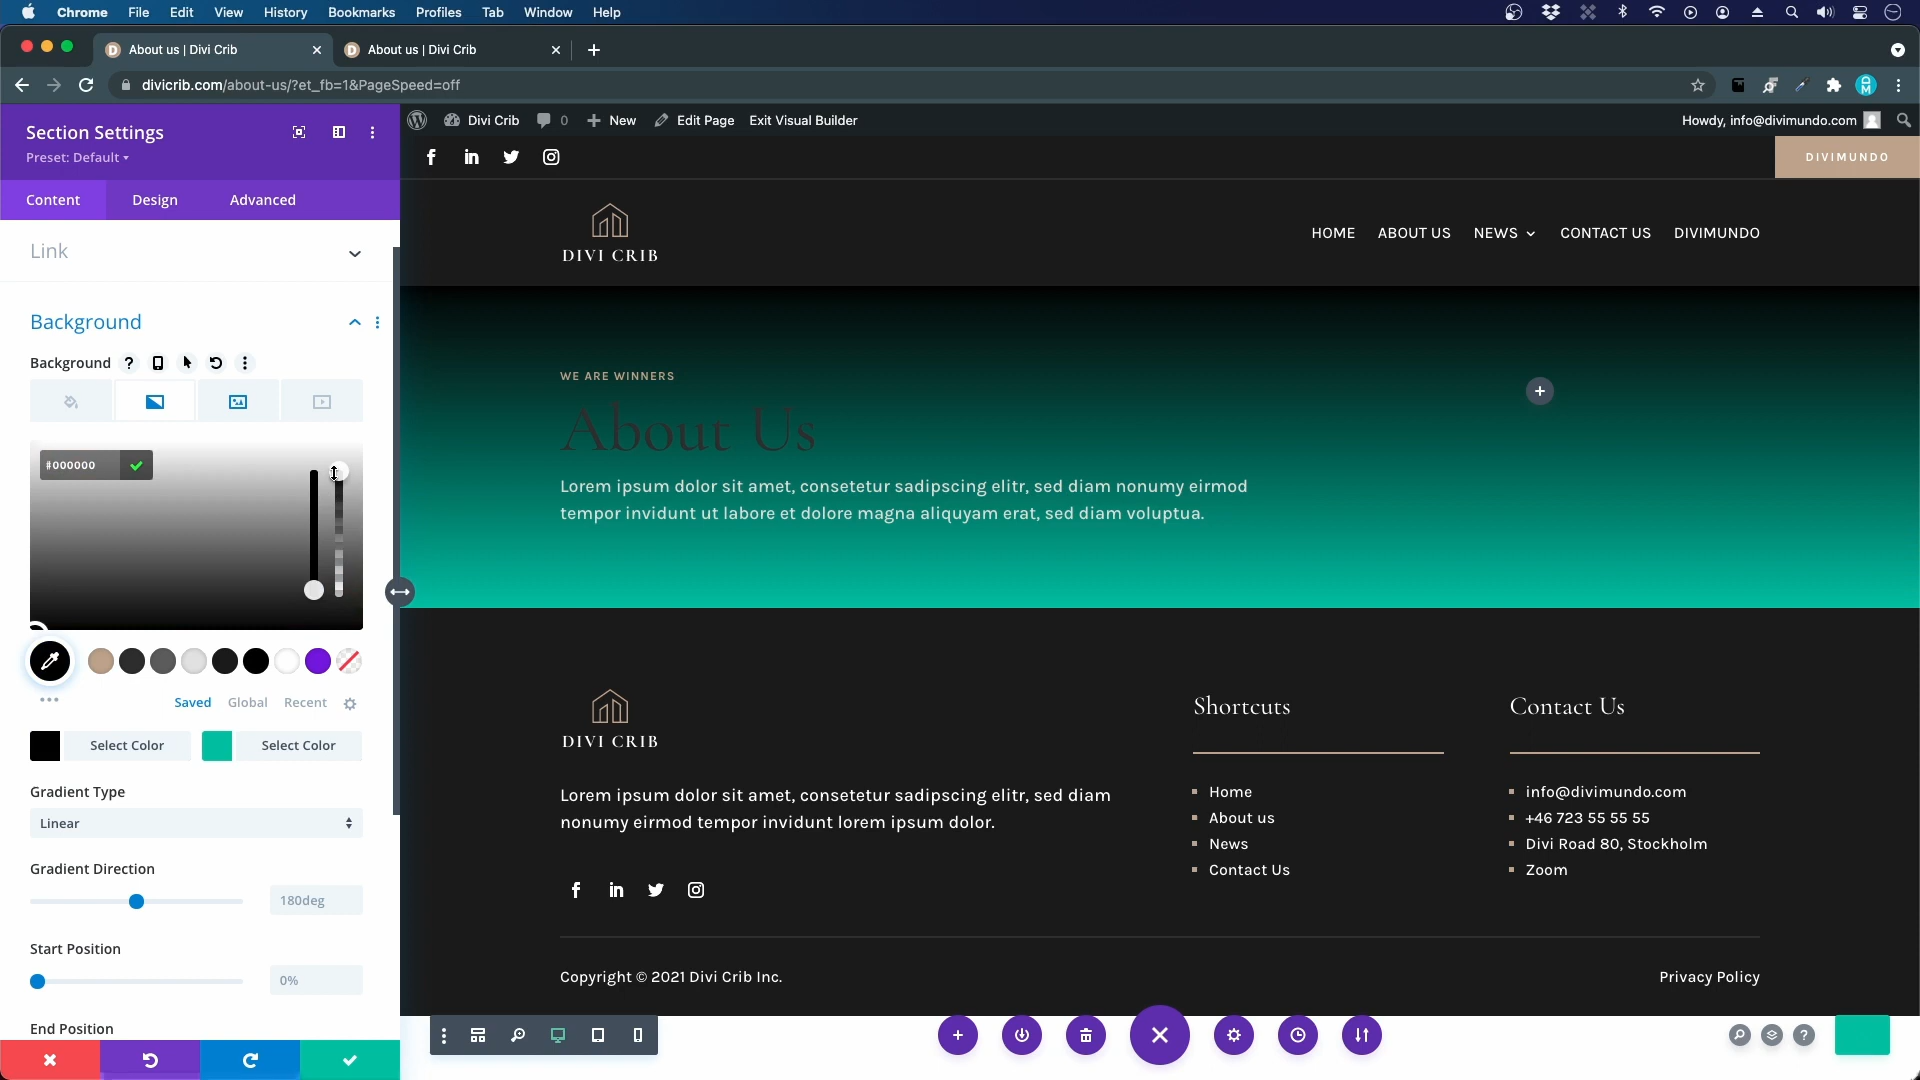 Chrome File Edit View History Bookmarks Profiles Tab Window Help
About us | Divi Crib About us | Divi Crib
divicrib.com/about-us/?et_fb=1&PageSpeed=off
Section Settings
Preset: Default
Content Design Advanced
Link
Background
Background
#000000
Saved Global Recent
Select Color Select Color
Gradient Type
Linear
Gradient Direction
180deg
Start Position
0%
End Position
Divi Crib 0 New Edit Page Exit Visual Builder Howdy, info@divimundo.com
DIVIMUNDO
DIVI CRIB
HOME ABOUT US NEWS CONTACT US DIVIMUNDO
WE ARE WINNERS
About Us
Lorem ipsum dolor sit amet, consetetur sadipscing elitr, sed diam nonumy eirmod
tempor invidunt ut labore et dolore magna aliquyam erat, sed diam voluptua.
DIVI CRIB
Lorem ipsum dolor sit amet, consetetur sadipscing elitr, sed diam
nonumy eirmod tempor invidunt lorem ipsum dolor.
Shortcuts
Home
About us
News
Contact Us
Contact Us
info@divimundo.com
+46 723 55 55 55
Divi Road 80, Stockholm
Zoom
Copyright © 2021 Divi Crib Inc.
Privacy Policy